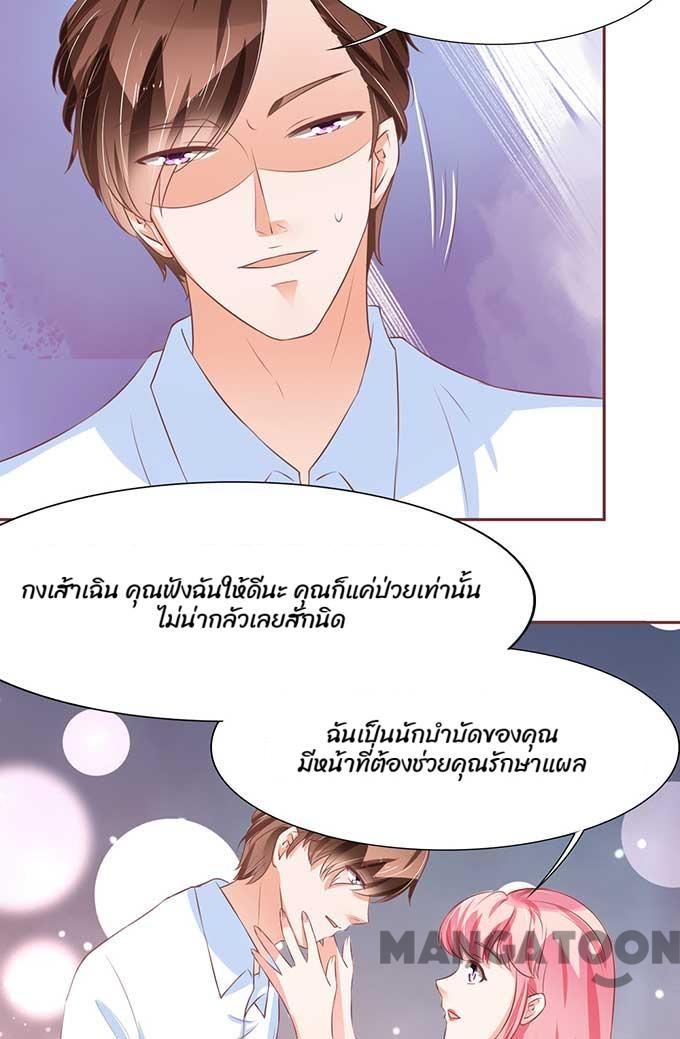 กงเส้าเฉิน คุณฟังฉันให้ดีนะ คุณก็แค่ป่วยเท่านั้น
ไม่น่ากลัวเลยสักนิด
ฉันเป็นนักบำบัดของคุณ
มีหน้าที่ต้องช่วยคุณรักษาแผล
MANGATOON